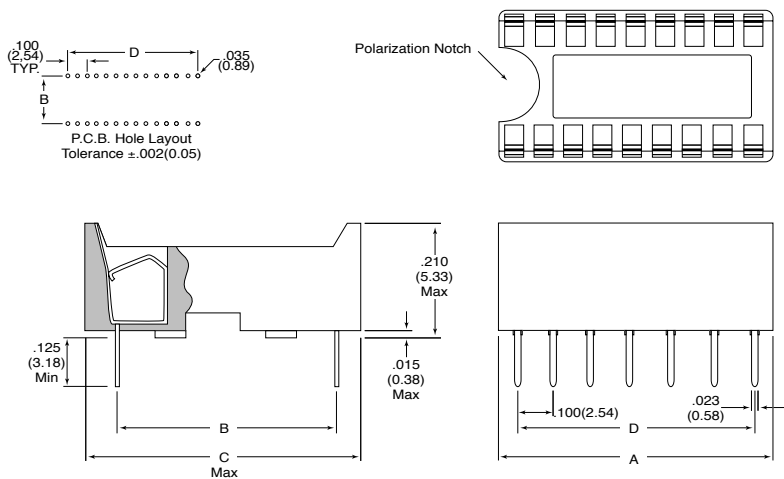 .100
(2,54)
TYP.
D
.035
(0.89)
B
P.C.B. Hole Layout
Tolerance ±.002(0.05)
Polarization Notch
.210
(5.33)
Max
.125
(3.18)
Min
.015
(0.38)
Max
B
C
Max
.100(2.54)
.023
(0.58)
D
A